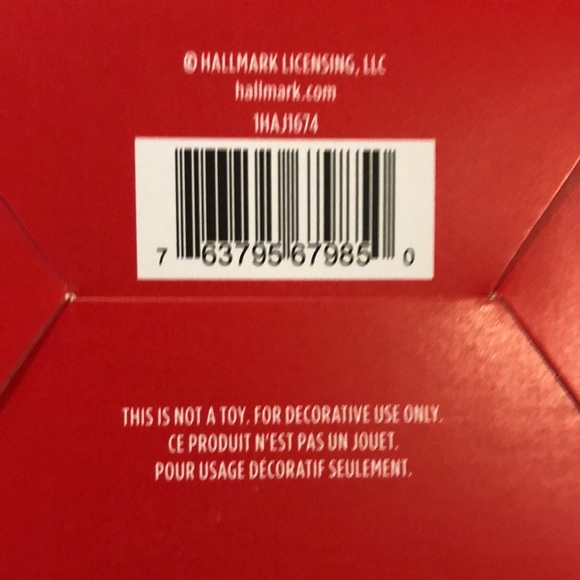 © HALLMARK LICENSING, LLC
hallmark.com
1HAJ1674
7 63795 67985 0
THIS IS NOT A TOY. FOR DECORATIVE USE ONLY.
CE PRODUIT N'EST PAS UN JOUET.
POUR USAGE DÉCORATIF SEULEMENT.